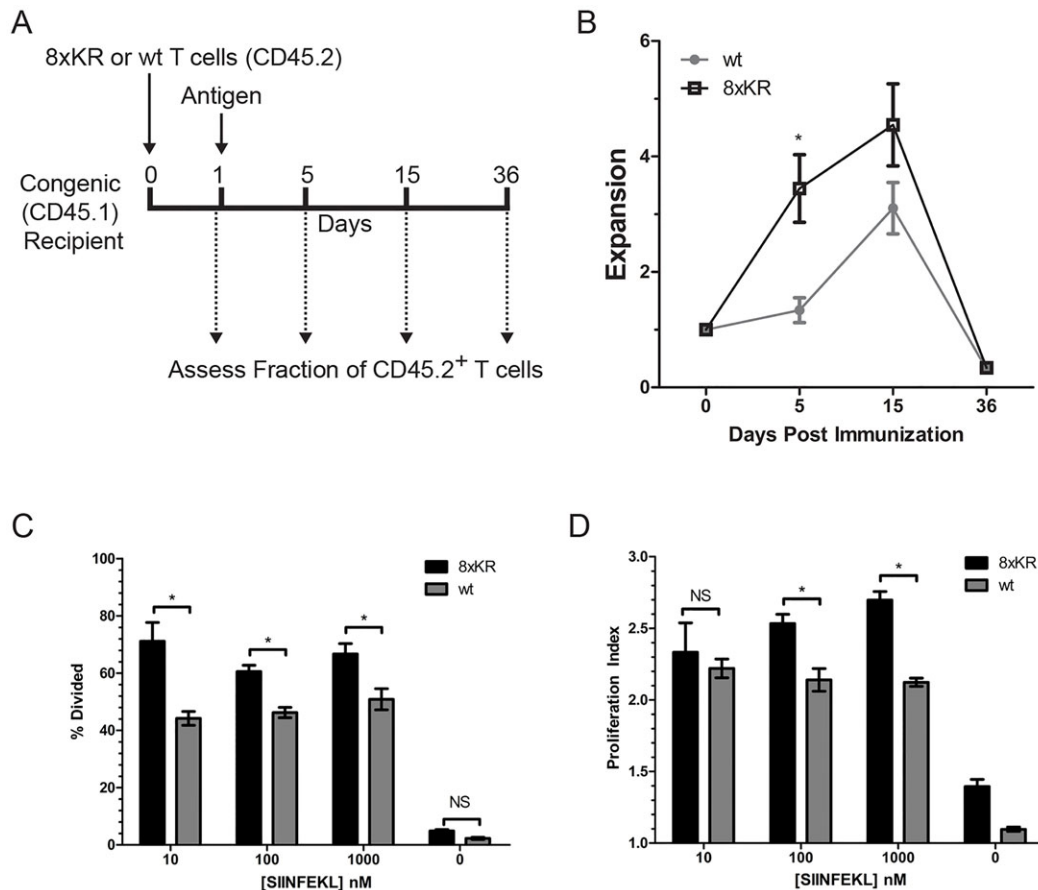 A
8xKR or wt T cells (CD45.2)
Antigen
0 1 5 15 36
Congenic
(CD45.1)
Recipient
Days
Assess Fraction of CD45.2+ T cells
B
wt
8xKR
Expansion
6
4
2
0
*
0 5 15 36
Days Post Immunization
C
8xKR
wt
% Divided
100
80
60
40
20
0
* * * NS
10 100 1000 0
[SIINFEKL] nM
D
8xKR
wt
Proliferation Index
3.0
2.5
2.0
1.5
1.0
NS * *
10 100 1000 0
[SIINFEKL] nM